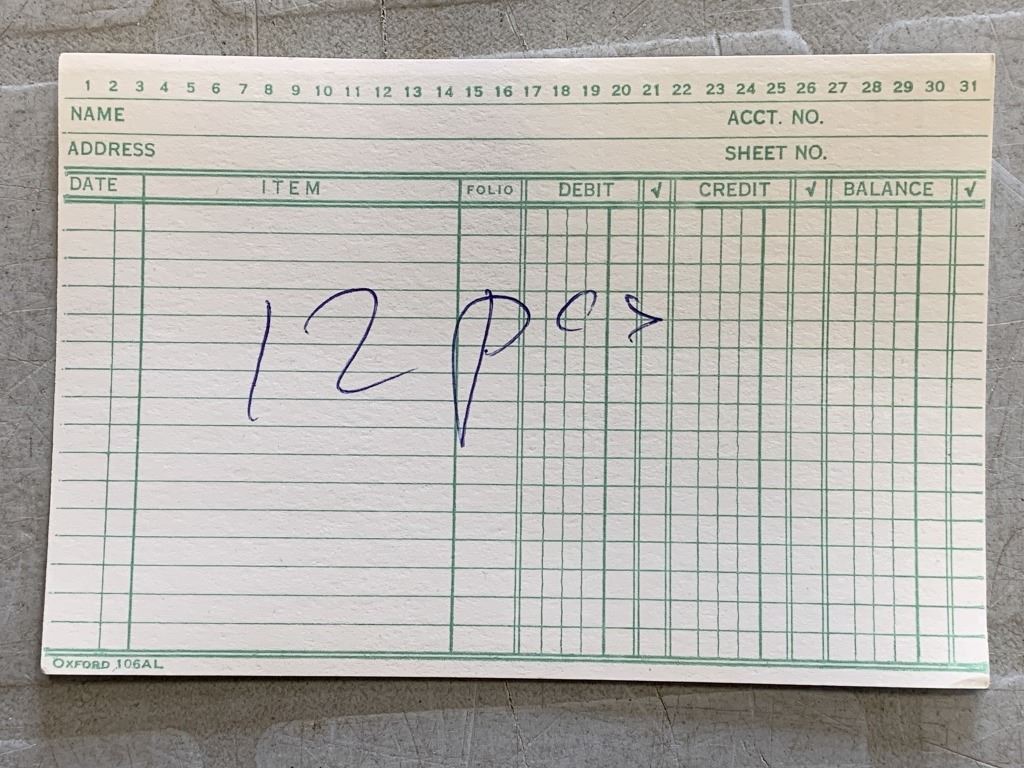 1 2 3 4 5 6 7 8 9 10 11 12 13 14 15 16 17 18 19 20 21 22 23 24 25 26 27 28 29 30 31
NAME ACCT. NO.
ADDRESS SHEET NO.
DATE ITEM FOLIO DEBIT √ CREDIT √ BALANCE √
12 pcs
OXFORD 106AL